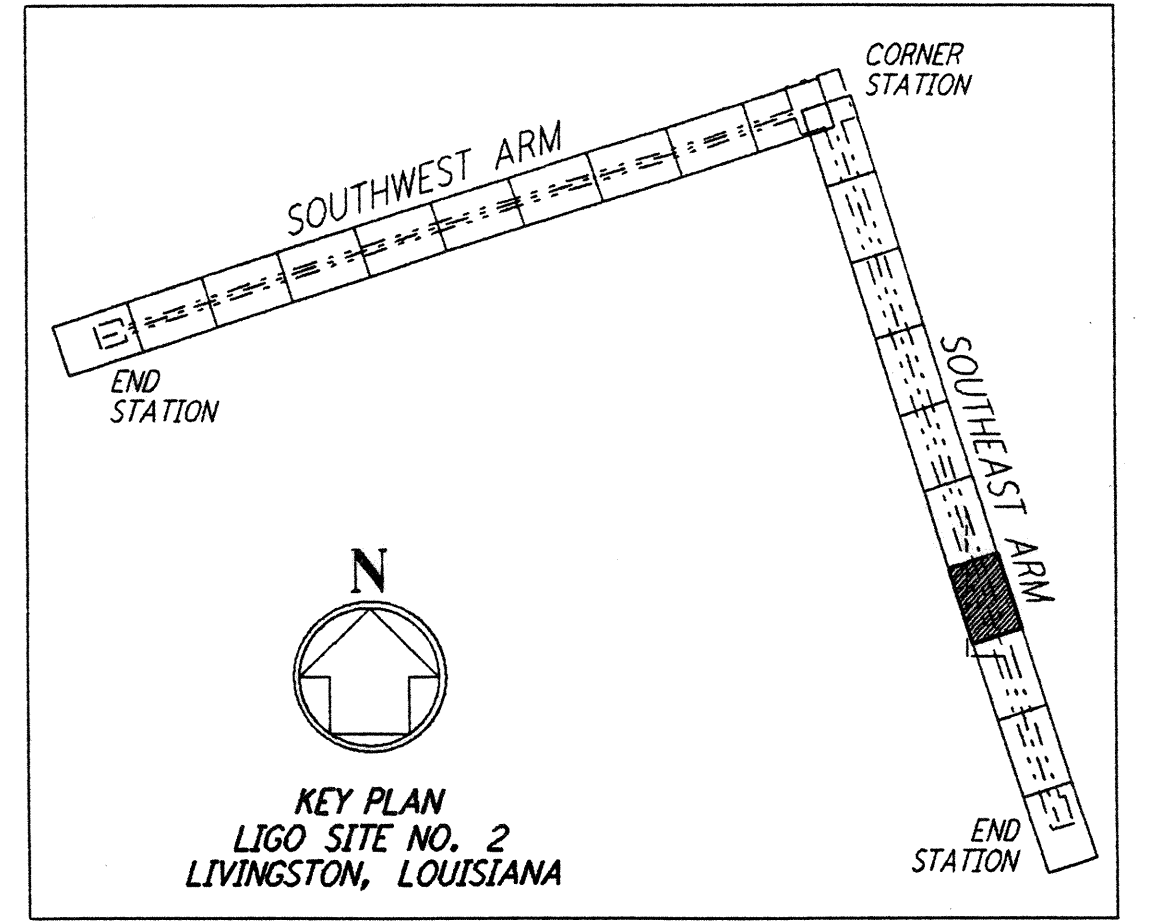 CORNER
STATION
SOUTHWEST ARM
END
STATION
SOUTHEAST ARM
N
KEY PLAN
LIGO SITE NO. 2
LIVINGSTON, LOUISIANA
END
STATION